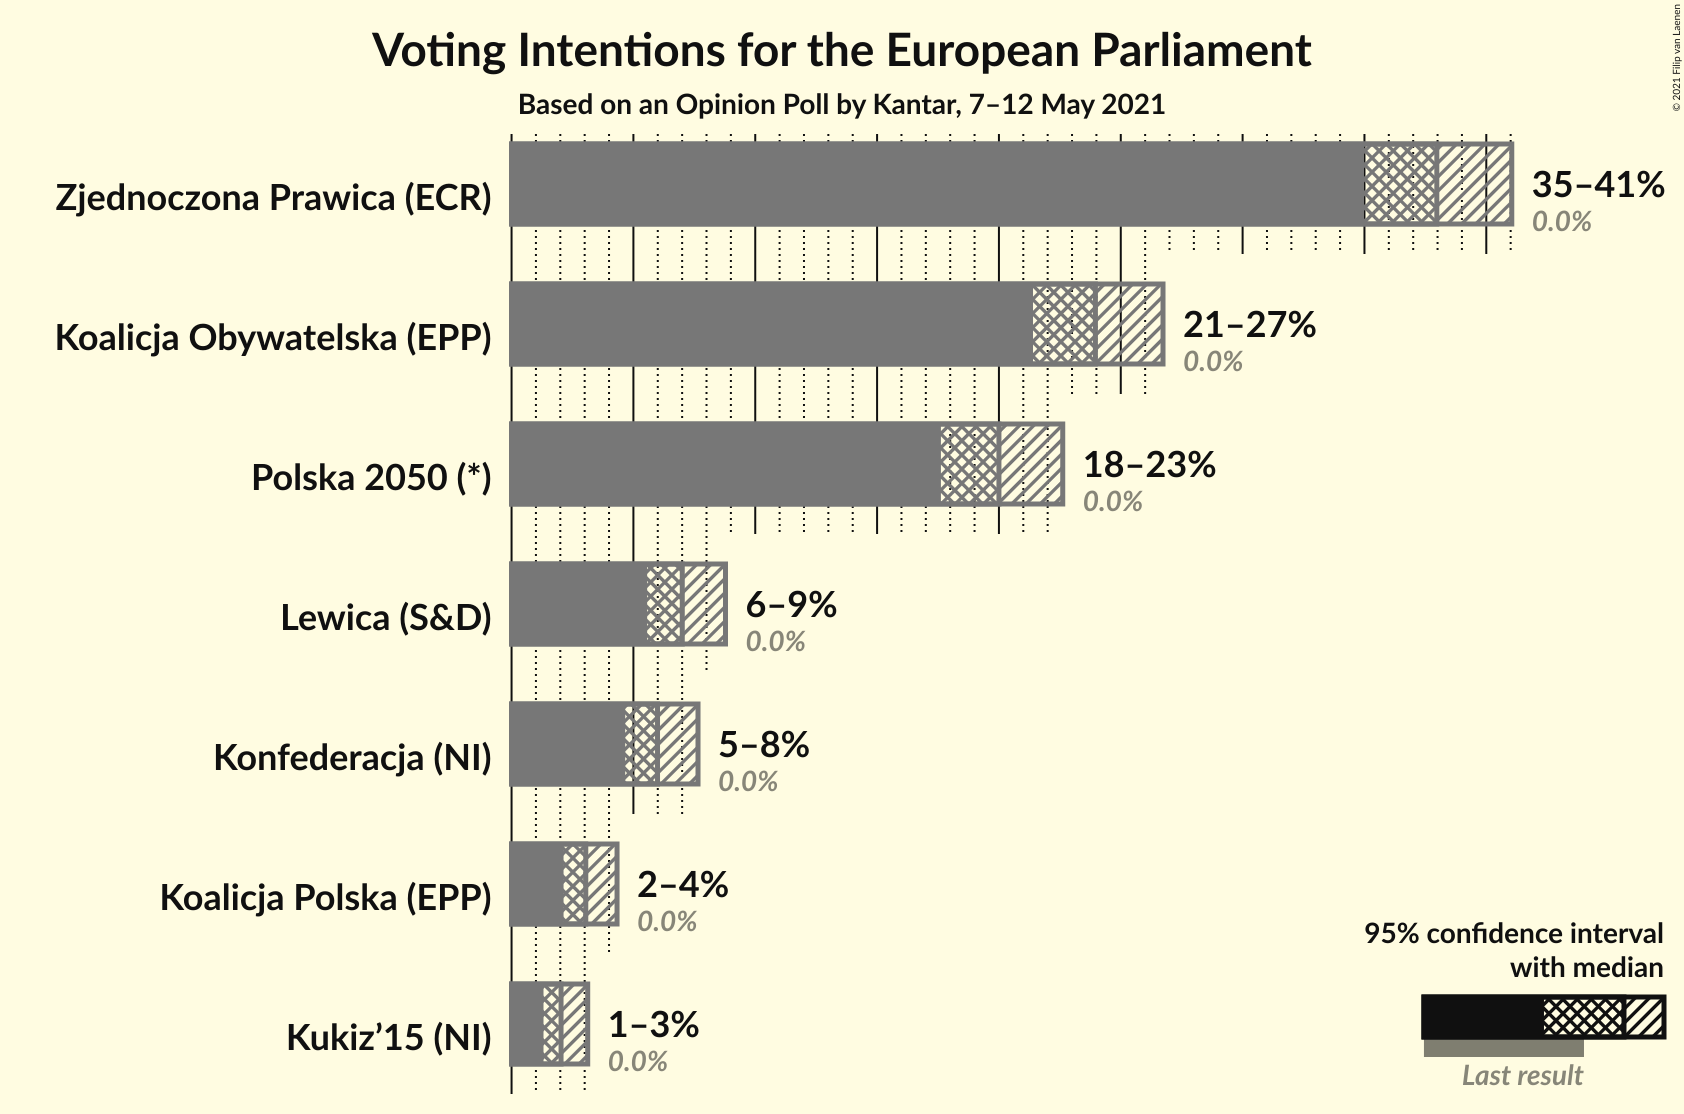 Voting Intentions for the European Parliament
Based on an Opinion Poll by Kantar, 7–12 May 2021
© 2021 Filip van Laenen
Zjednoczona Prawica (ECR)
35–41%
0.0%
Koalicja Obywatelska (EPP)
21–27%
0.0%
Polska 2050 (*)
18–23%
0.0%
Lewica (S&D)
6–9%
0.0%
Konfederacja (NI)
5–8%
0.0%
Koalicja Polska (EPP)
2–4%
0.0%
Kukiz’15 (NI)
1–3%
0.0%
95% confidence interval
with median
Last result